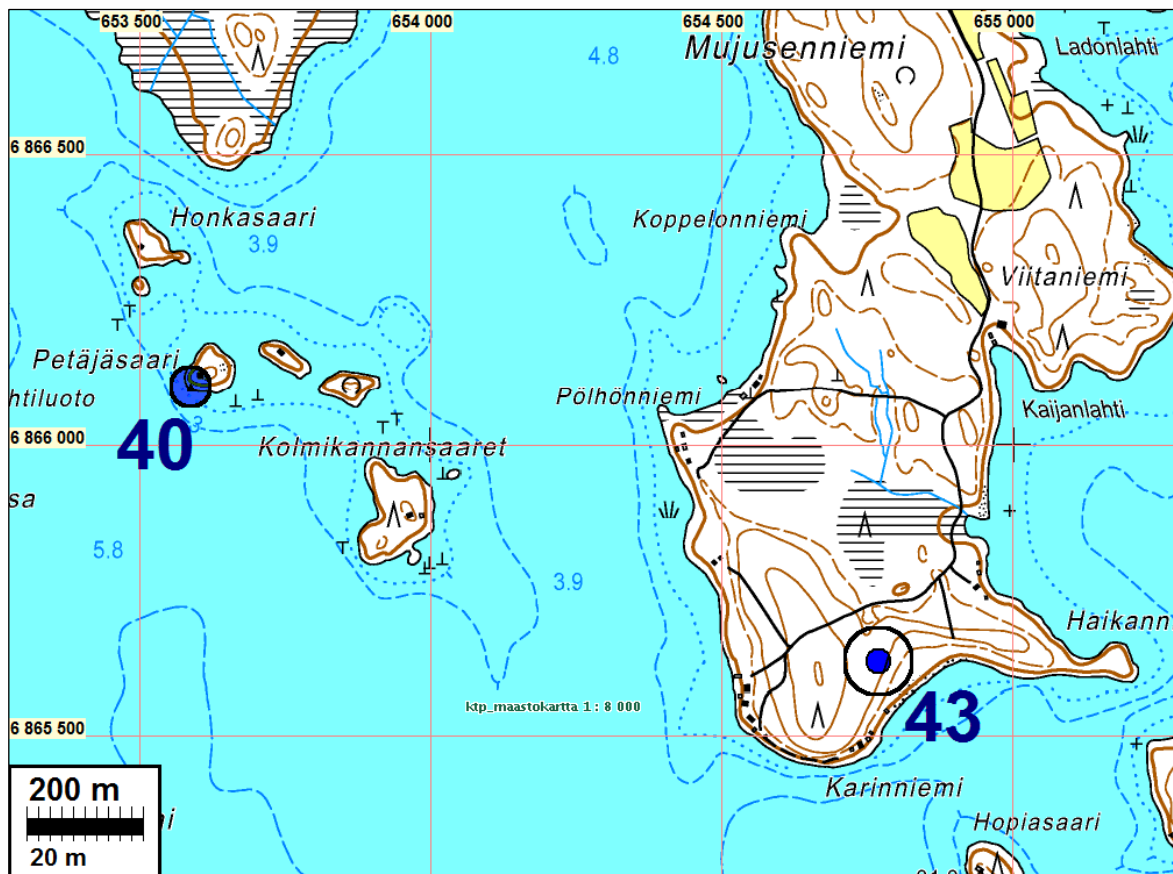 653 500
654 000
654 500
655 000
Mujusenniemi
Ladonlahti
4.8
6 866 500
Honkasaari
Koppelonniemi
3.9
Viitaniemi
Petäjäsaari
htiluoto
Pölhönniemi
Kaijanlahti
40
3
6 866 000
Kolmikannansaaret
sa
5.8
3.9
Haikann
ktp_maastokartta 1 : 8 000
43
6 865 500
200 m
20 m
ni
Karinniemi
Hopiasaari